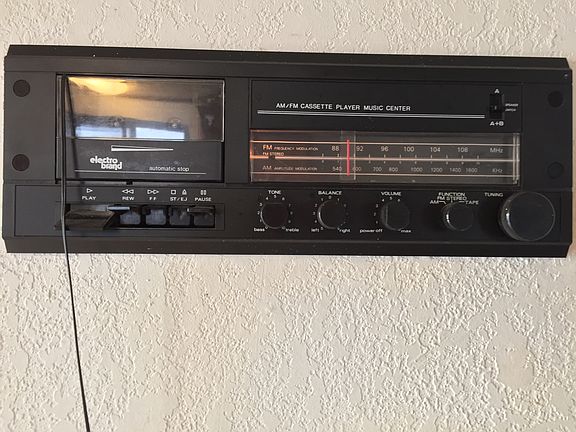 AM/FM CASSETTE PLAYER MUSIC CENTER
A
SPEAKER
SWITCH
A+B
FM FREQUENCY MODULATION 88 92 96 100 104 108 MHz
FM STEREO
AM AMPLITUDE MODULATION 540 600 800 1000 1200 1400 1600 KHz
electro
brand
automatic stop
PLAY REW FF ST/EJ PAUSE
TONE BALANCE VOLUME FUNCTION TUNING
FM STEREO
AM TAPE
bass treble left right power off max